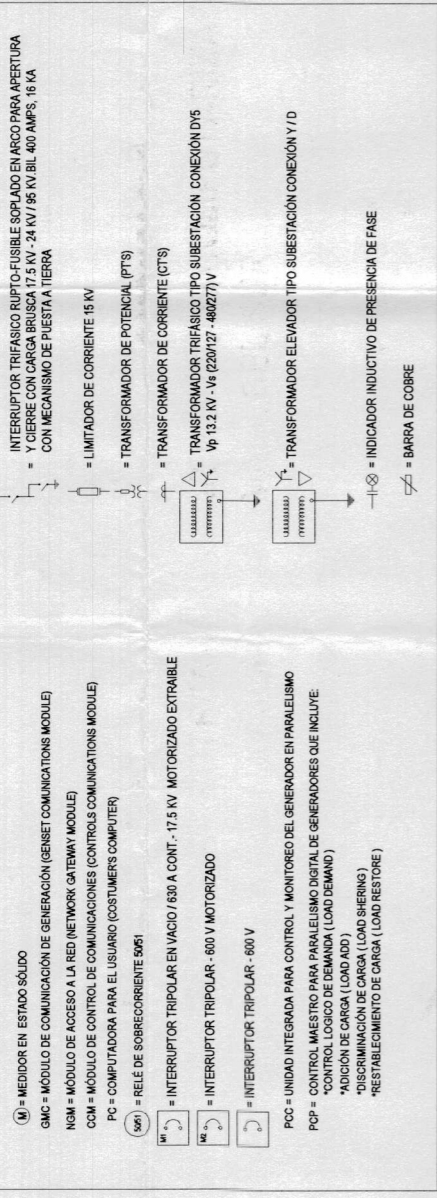 (M) = MEDIDOR EN ESTADO SÓLIDO
GMC = MÓDULO DE COMUNICACIÓN DE GENERACIÓN (GENSET COMUNICATIONS MODULE)
NGM = MÓDULO DE ACCESO A LA RED (NETWORK GATEWAY MODULE)
CCM = MÓDULO DE CONTROL DE COMUNICACIONES (CONTROLS COMUNICATIONS MODULE)
PC = COMPUTADORA PARA EL USUARIO (COSTUMER'S COMPUTER)
50/51 = RELÉ DE SOBRECORRIENTE 50/51
M1 = INTERRUPTOR TRIPOLAR EN VACIO / 630 A CONT.- 17.5 KV MOTORIZADO EXTRAIBLE
M2 = INTERRUPTOR TRIPOLAR - 600 V MOTORIZADO
= INTERRUPTOR TRIPOLAR - 600 V
PCC = UNIDAD INTEGRADA PARA CONTROL Y MONITOREO DEL GENERADOR EN PARALELISMO
PCP = CONTROL MAESTRO PARA PARALELISMO DIGITAL DE GENERADORES QUE INCLUYE:
*CONTROL LOGICO DE DEMANDA ( LOAD DEMAND )
*ADICIÓN DE CARGA ( LOAD ADD )
*DISCRIMINACIÓN DE CARGA ( LOAD SHERING )
*RESTABLECIMIENTO DE CARGA ( LOAD RESTORE )
INTERRUPTOR TRIFASICO RUPTO-FUSIBLE SOPLADO EN ARCO PARA APERTURA
= Y CIERRE CON CARGA BRUSCA 17.5 KV - 24 KV / 95 KV.BIL 400 AMPS, 16 KA
CON MECANISMO DE PUESTA A TIERRA
= LIMITADOR DE CORRIENTE 15 KV
= TRANSFORMADOR DE POTENCIAL (PT'S)
= TRANSFORMADOR DE CORRIENTE (CT'S)
= TRANSFORMADOR TRIFÁSICO TIPO SUBESTACIÓN CONEXIÓN DY5
Vp 13.2 KV - Vs (220/127 - 480/277) V
= TRANSFORMADOR ELEVADOR TIPO SUBESTACIÓN CONEXIÓN Y / D
= INDICADOR INDUCTIVO DE PRESENCIA DE FASE
= BARRA DE COBRE